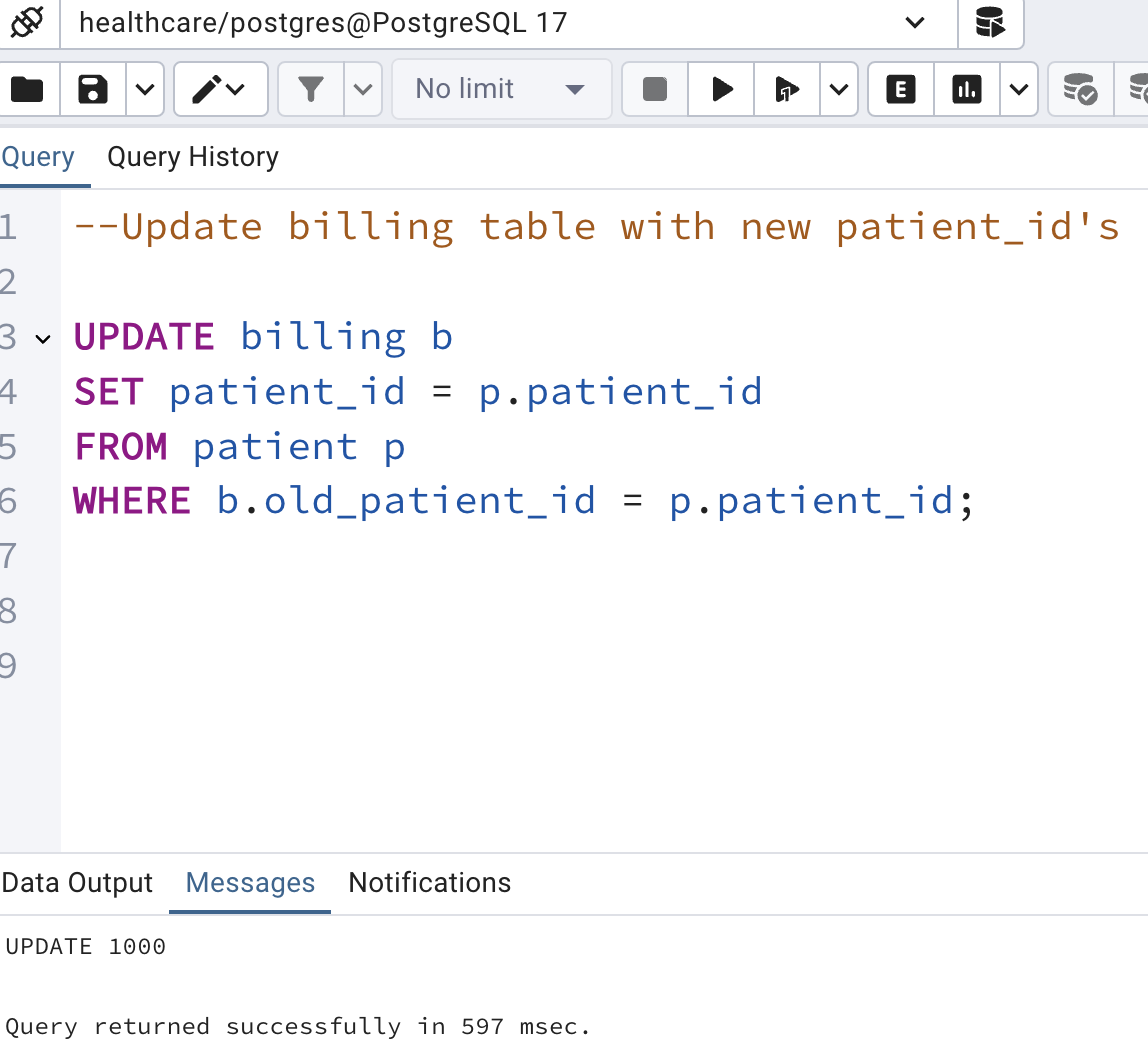 healthcare/postgres@PostgreSQL 17
No limit
E
Query Query History
1 --Update billing table with new patient_id's
2
3 UPDATE billing b
4 SET patient_id = p.patient_id
5 FROM patient p
6 WHERE b.old_patient_id = p.patient_id;
7
8
9
Data Output Messages Notifications
UPDATE 1000
Query returned successfully in 597 msec.